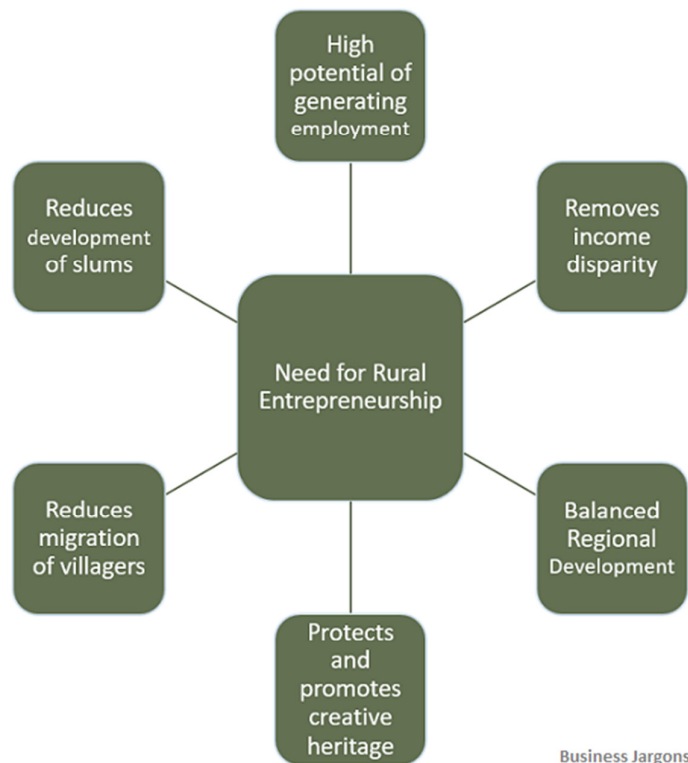 High
potential of
generating
employment
Removes
income
disparity
Balanced
Regional
Development
Protects
and
promotes
creative
heritage
Reduces
migration
of villagers
Reduces
development
of slums
Need for Rural
Entrepreneurship
Business Jargons